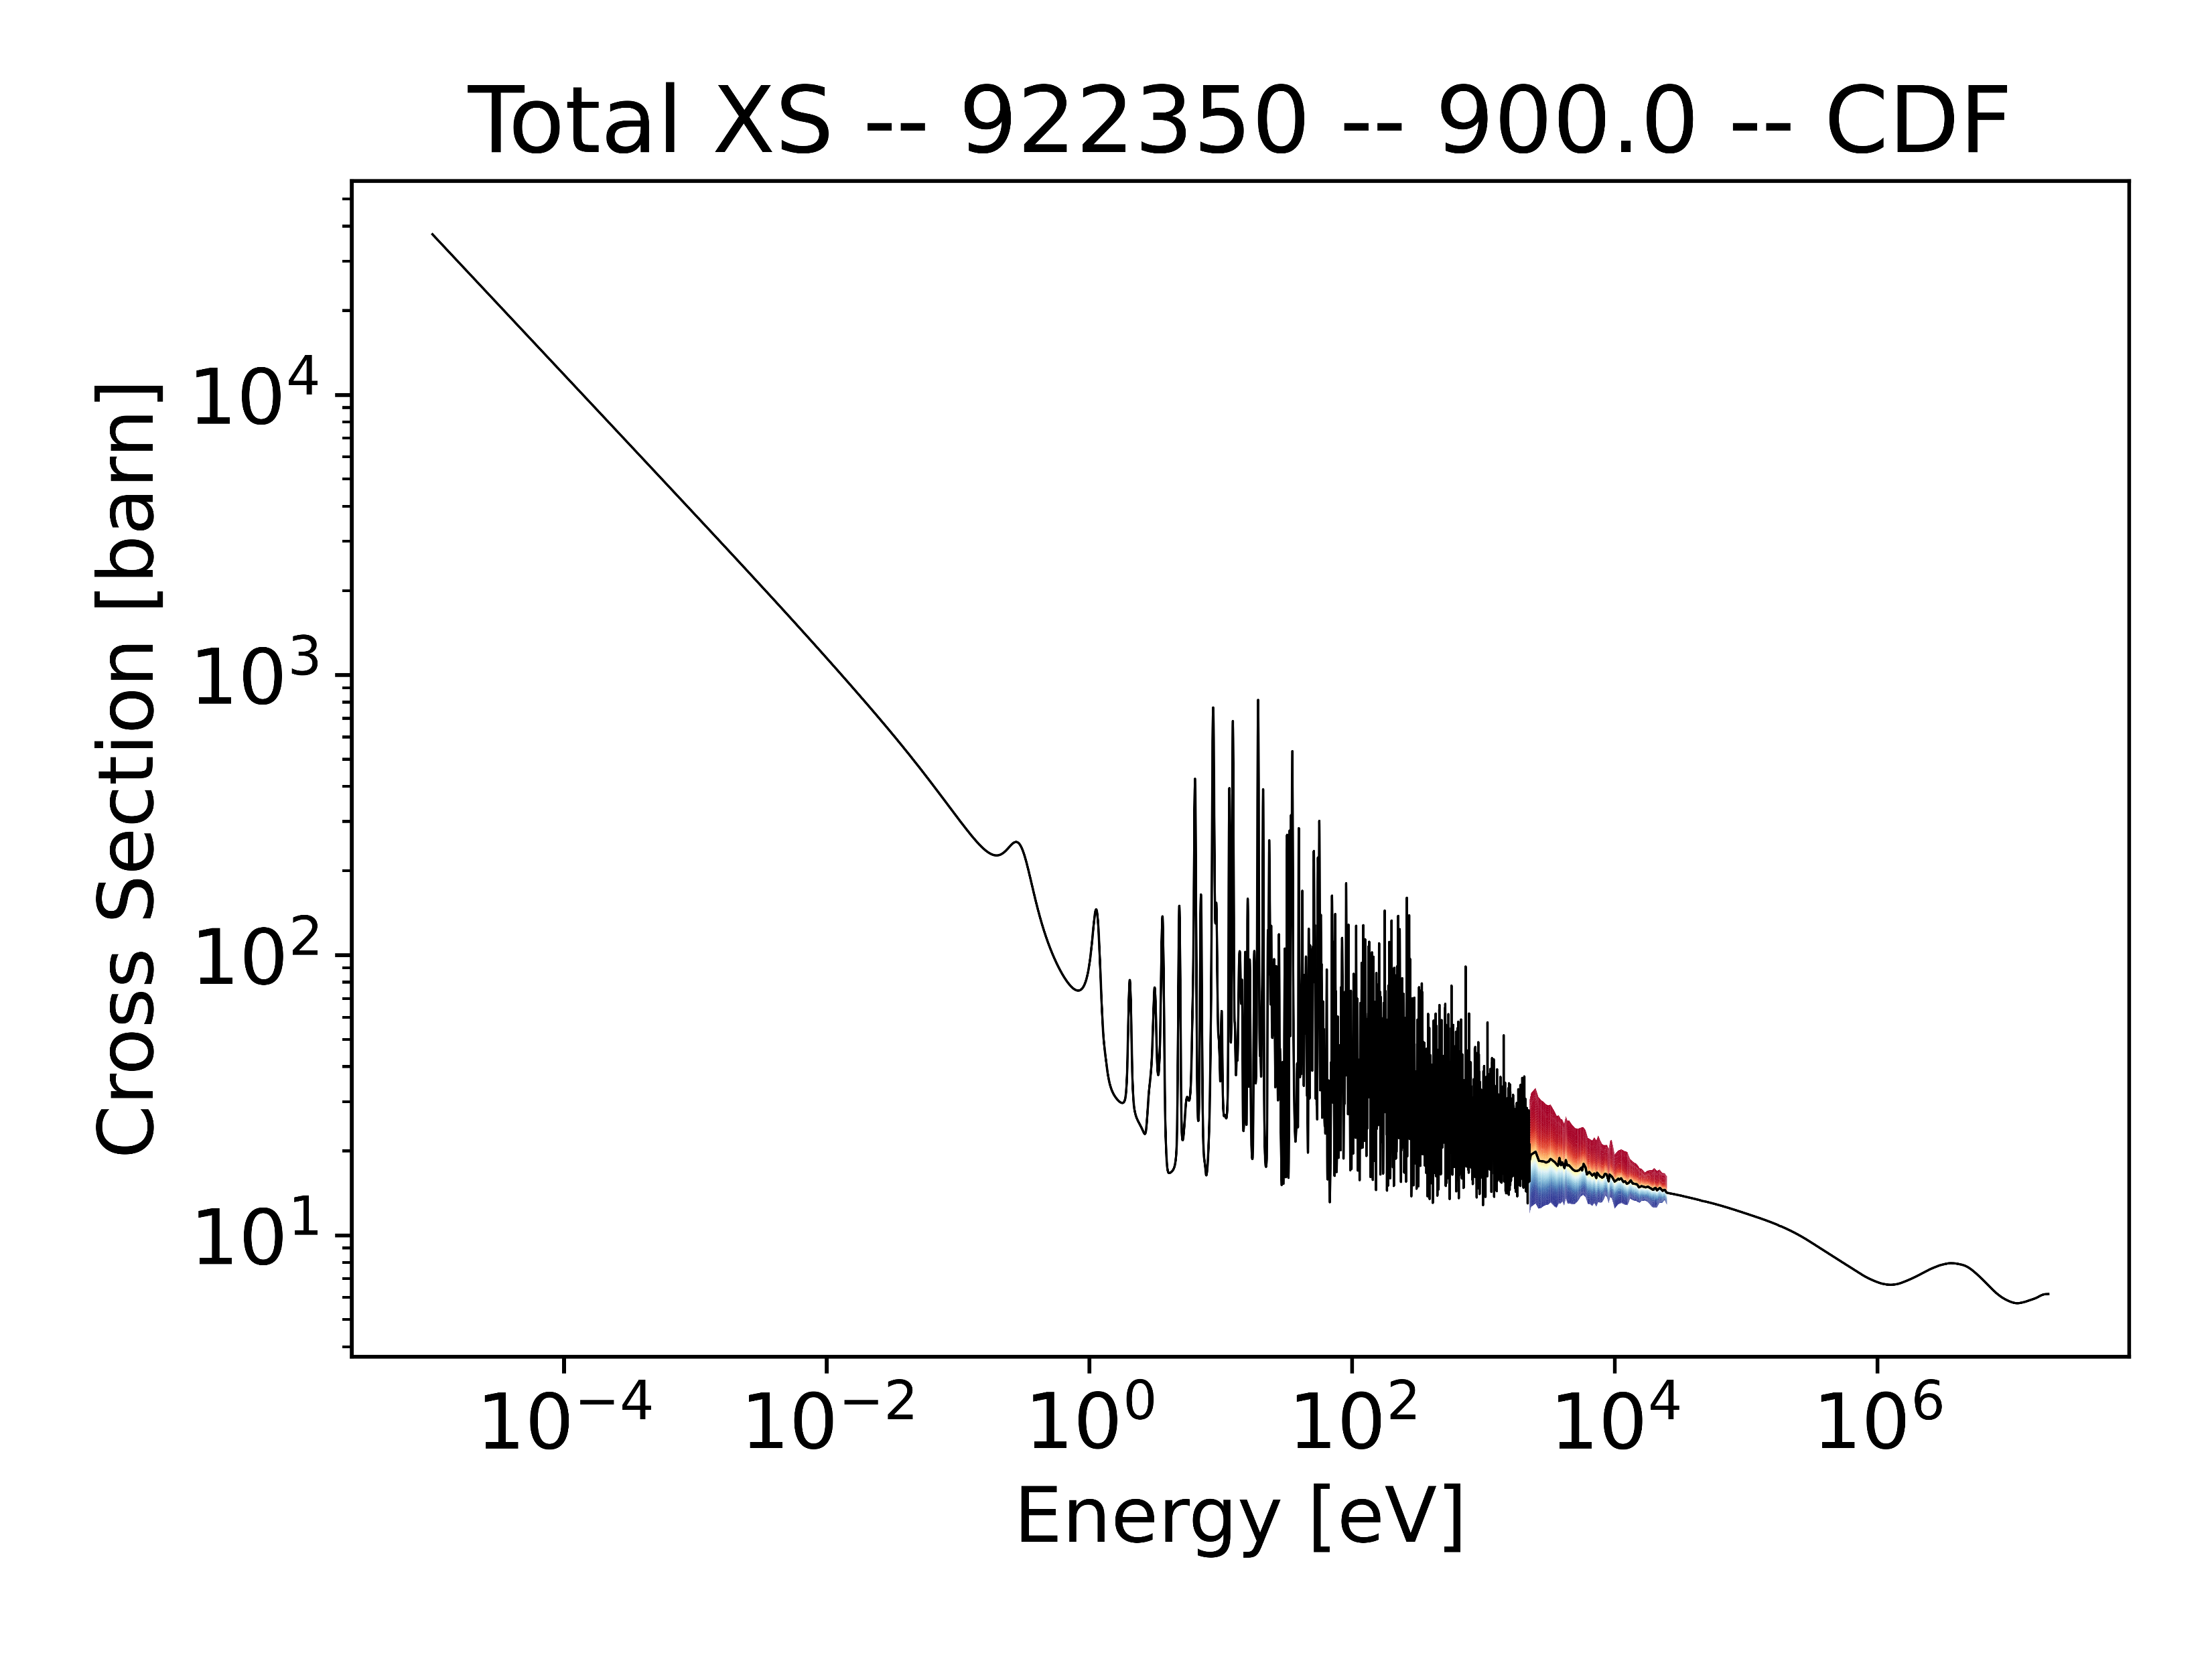 Total XS -- 922350 -- 900.0 -- CDF
Cross Section [barn]
10⁴
10³
10²
10¹
10⁻⁴ 10⁻² 10⁰ 10² 10⁴ 10⁶
Energy [eV]